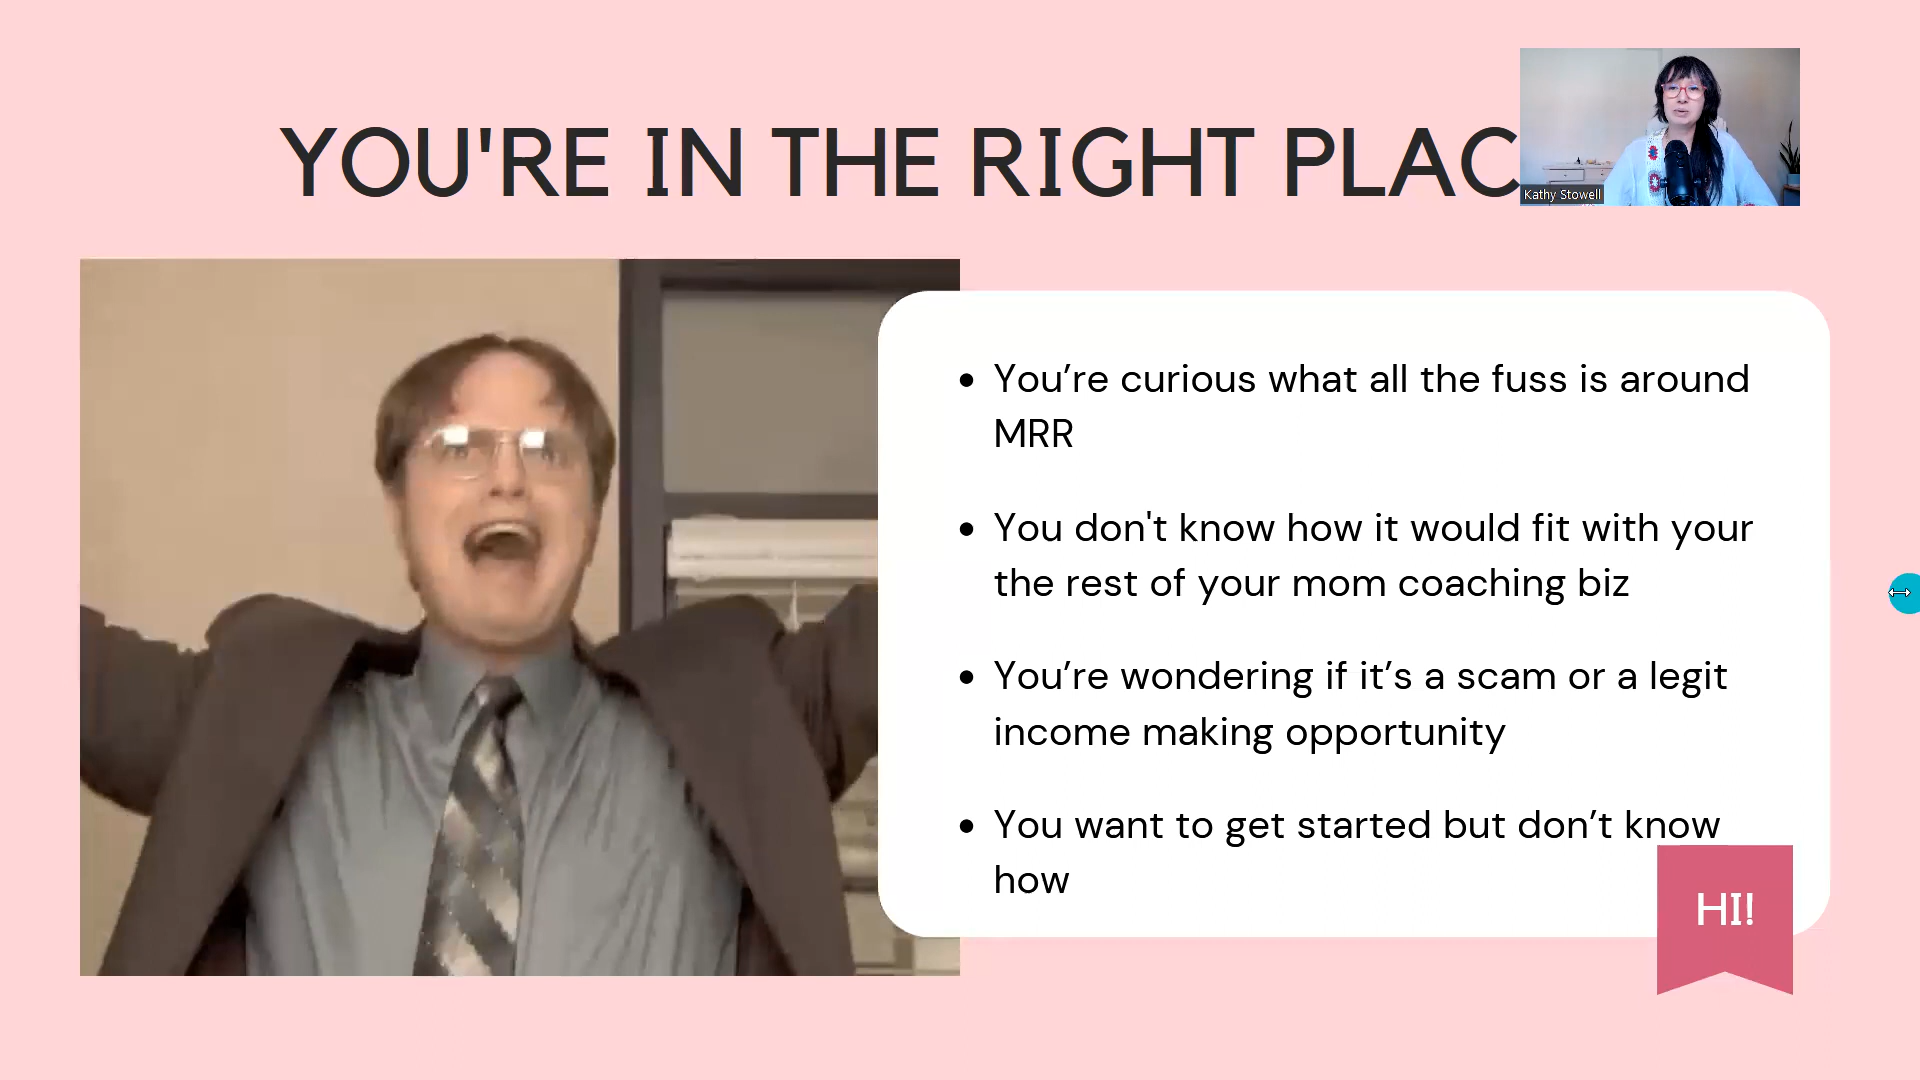 YOU'RE IN THE RIGHT PLAC
Kathy Stowell
• You’re curious what all the fuss is around
MRR
• You don't know how it would fit with your
the rest of your mom coaching biz
• You’re wondering if it’s a scam or a legit
income making opportunity
• You want to get started but don’t know
how
HI!